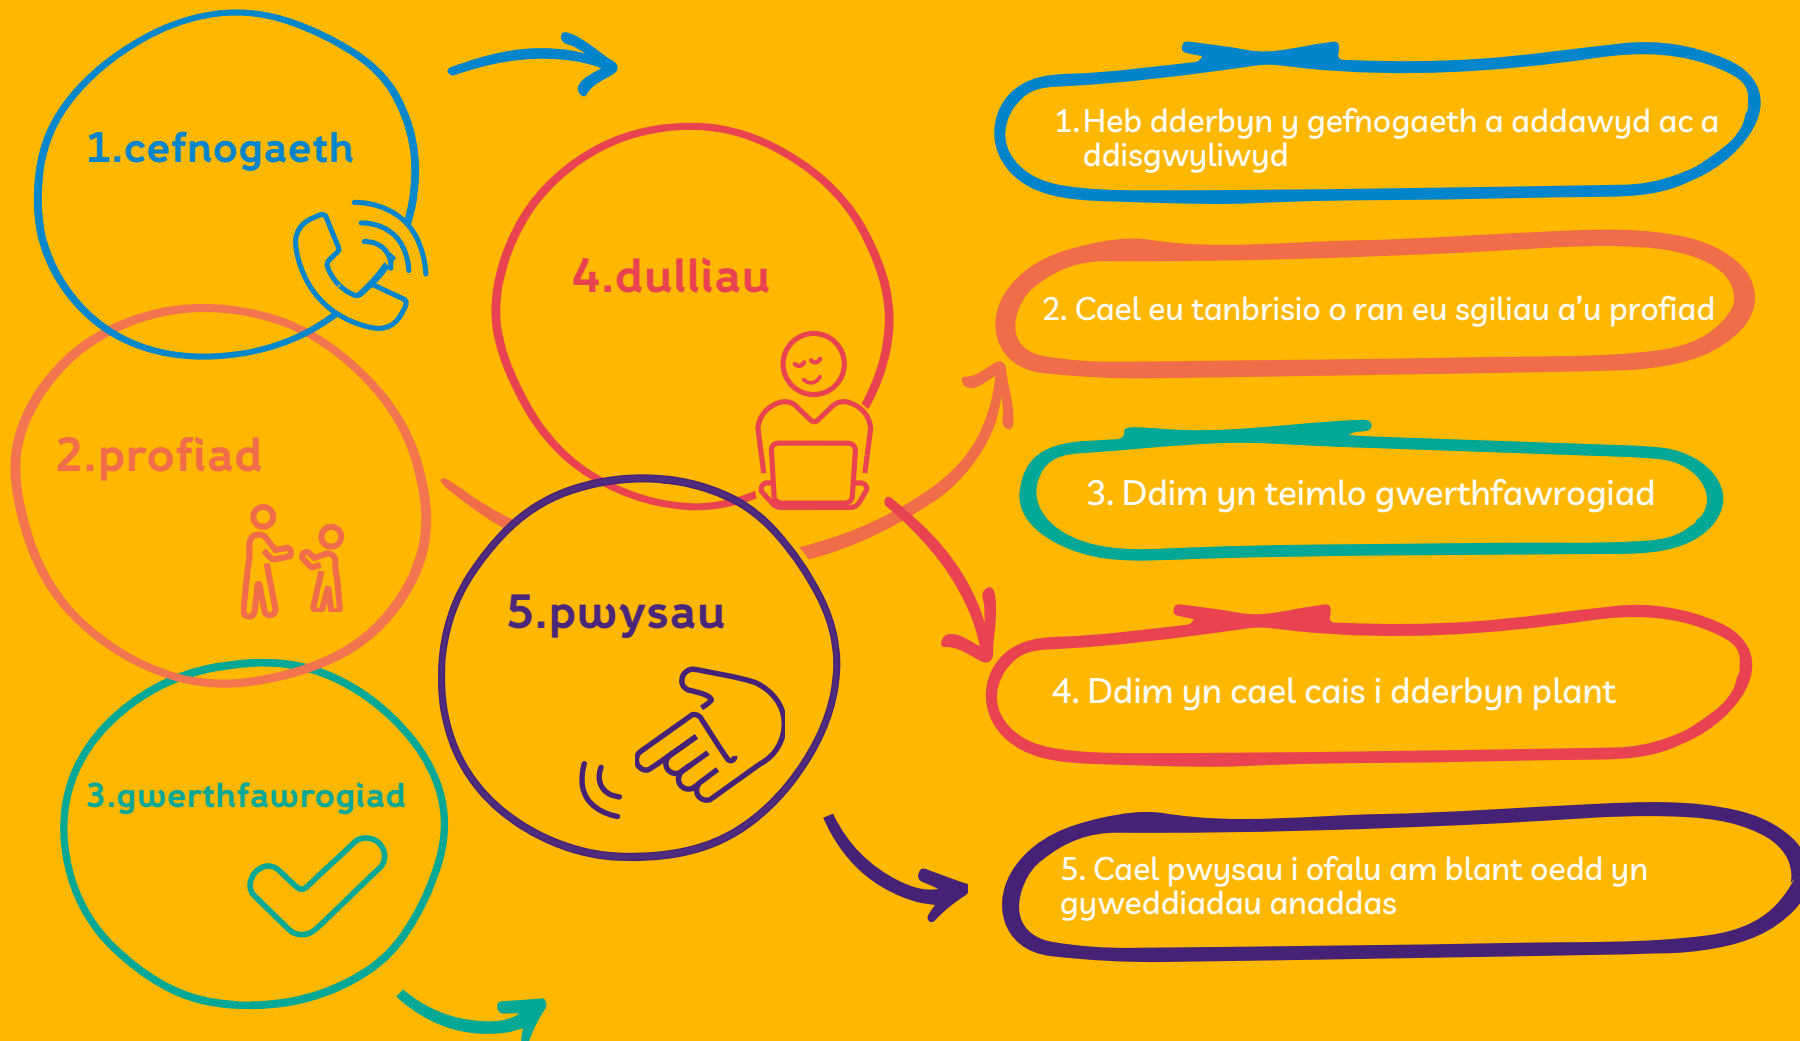 1.cefnogaeth
2.profiad
3.gwerthfawrogiad
4.dulliau
5.pwysau
1.Heb dderbyn y gefnogaeth a addawyd ac a
ddisgwyliwyd
2. Cael eu tanbrisio o ran eu sgiliau a'u profiad
3. Ddim yn teimlo gwerthfawrogiad
4. Ddim yn cael cais i dderbyn plant
5. Cael pwysau i ofalu am blant oedd yn
gyweddiadau anaddas